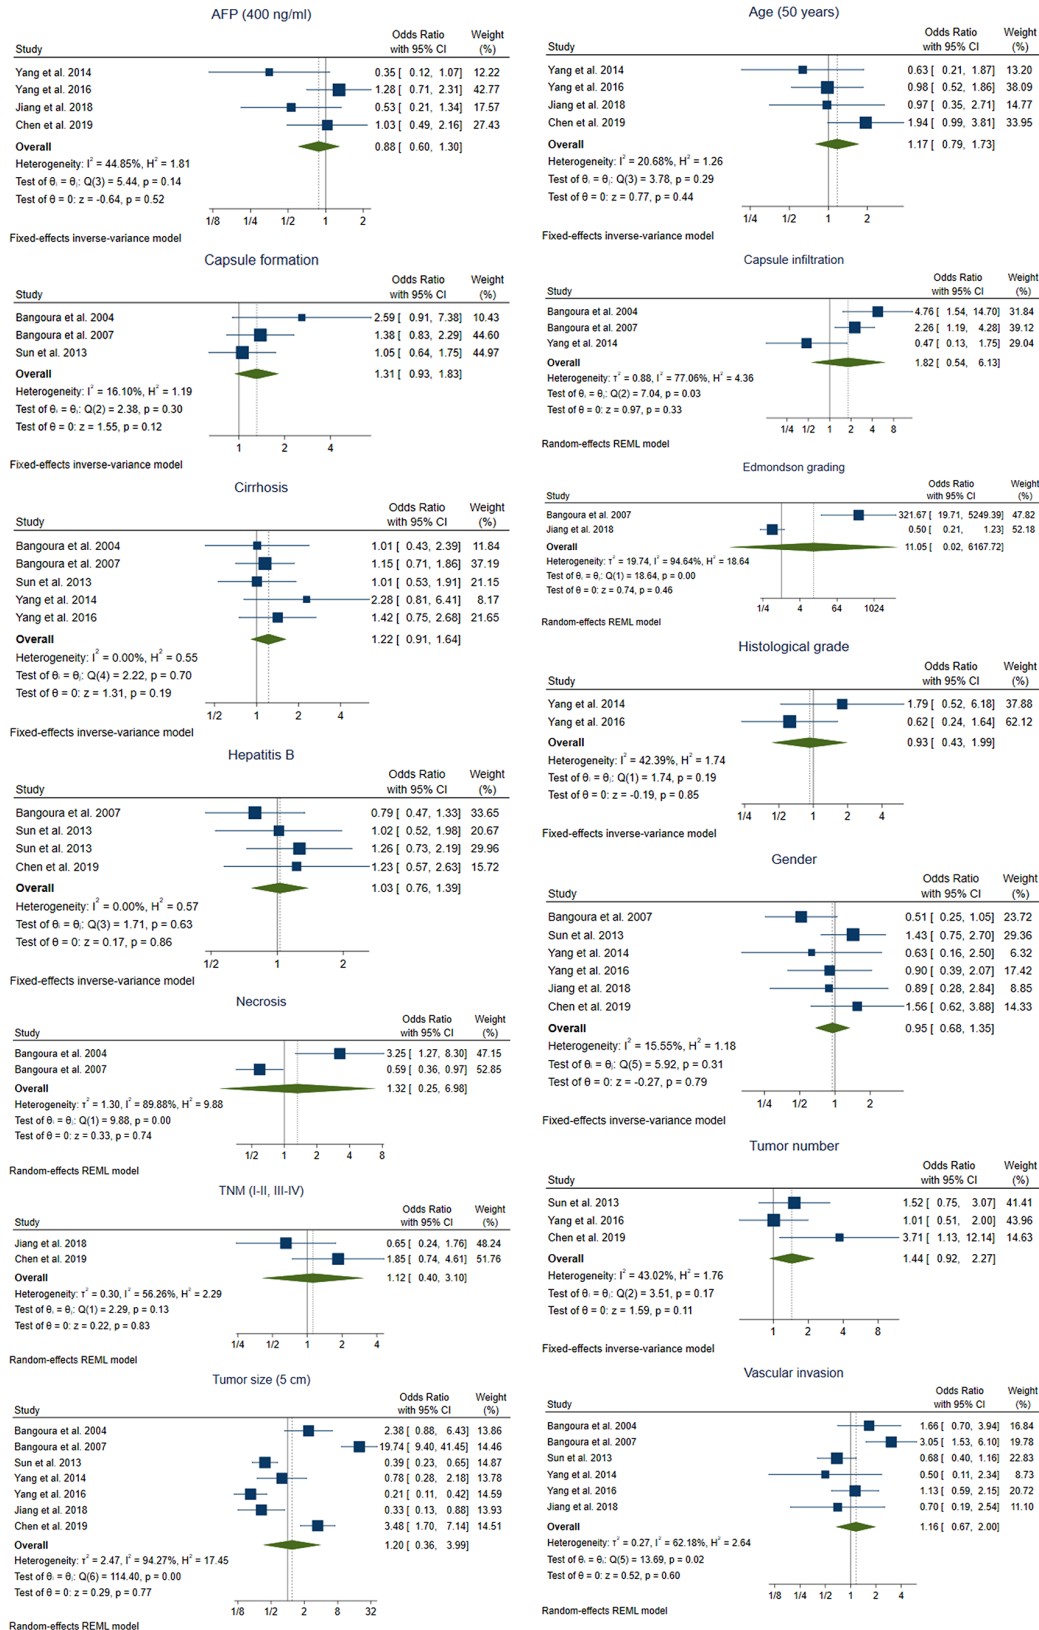 AFP (400 ng/ml)
Odds Ratio Weight
Study with 95% CI (%)
Yang et al. 2014 0.35 [ 0.12, 1.07] 12.22
Yang et al. 2016 1.28 [ 0.71, 2.31] 42.77
Jiang et al. 2018 0.53 [ 0.21, 1.34] 17.57
Chen et al. 2019 1.03 [ 0.49, 2.16] 27.43
Overall 0.88 [ 0.60, 1.30]
Heterogeneity: I² = 44.85%, H² = 1.81
Test of θᵢ = θⱼ: Q(3) = 5.44, p = 0.14
Test of θ = 0: z = -0.64, p = 0.52
1/8 1/4 1/2 1 2
Fixed-effects inverse-variance model
Capsule formation
Odds Ratio Weight
Study with 95% CI (%)
Bangoura et al. 2004 2.59 [ 0.91, 7.38] 10.43
Bangoura et al. 2007 1.38 [ 0.83, 2.29] 44.60
Sun et al. 2013 1.05 [ 0.64, 1.75] 44.97
Overall 1.31 [ 0.93, 1.83]
Heterogeneity: I² = 16.10%, H² = 1.19
Test of θᵢ = θⱼ: Q(2) = 2.38, p = 0.30
Test of θ = 0: z = 1.55, p = 0.12
1 2 4
Fixed-effects inverse-variance model
Cirrhosis
Odds Ratio Weight
Study with 95% CI (%)
Bangoura et al. 2004 1.01 [ 0.43, 2.39] 11.84
Bangoura et al. 2007 1.15 [ 0.71, 1.86] 37.19
Sun et al. 2013 1.01 [ 0.53, 1.91] 21.15
Yang et al. 2014 2.28 [ 0.81, 6.41] 8.17
Yang et al. 2016 1.42 [ 0.75, 2.68] 21.65
Overall 1.22 [ 0.91, 1.64]
Heterogeneity: I² = 0.00%, H² = 0.55
Test of θᵢ = θⱼ: Q(4) = 2.22, p = 0.70
Test of θ = 0: z = 1.31, p = 0.19
1/2 1 2 4
Fixed-effects inverse-variance model
Hepatitis B
Odds Ratio Weight
Study with 95% CI (%)
Bangoura et al. 2007 0.79 [ 0.47, 1.33] 33.65
Sun et al. 2013 1.02 [ 0.52, 1.98] 20.67
Sun et al. 2013 1.26 [ 0.73, 2.19] 29.96
Chen et al. 2019 1.23 [ 0.57, 2.63] 15.72
Overall 1.03 [ 0.76, 1.39]
Heterogeneity: I² = 0.00%, H² = 0.57
Test of θᵢ = θⱼ: Q(3) = 1.71, p = 0.63
Test of θ = 0: z = 0.17, p = 0.86
1/2 1 2
Fixed-effects inverse-variance model
Necrosis
Odds Ratio Weight
Study with 95% CI (%)
Bangoura et al. 2004 3.25 [ 1.27, 8.30] 47.15
Bangoura et al. 2007 0.59 [ 0.36, 0.97] 52.85
Overall 1.32 [ 0.25, 6.98]
Heterogeneity: τ² = 1.30, I² = 89.88%, H² = 9.88
Test of θᵢ = θⱼ: Q(1) = 9.88, p = 0.00
Test of θ = 0: z = 0.33, p = 0.74
1/2 1 2 4 8
Random-effects REML model
TNM (I-II, III-IV)
Odds Ratio Weight
Study with 95% CI (%)
Jiang et al. 2018 0.65 [ 0.24, 1.76] 48.24
Chen et al. 2019 1.85 [ 0.74, 4.61] 51.76
Overall 1.12 [ 0.40, 3.10]
Heterogeneity: τ² = 0.30, I² = 56.26%, H² = 2.29
Test of θᵢ = θⱼ: Q(1) = 2.29, p = 0.13
Test of θ = 0: z = 0.22, p = 0.83
1/4 1/2 1 2 4
Random-effects REML model
Tumor size (5 cm)
Odds Ratio Weight
Study with 95% CI (%)
Bangoura et al. 2004 2.38 [ 0.88, 6.43] 13.86
Bangoura et al. 2007 19.74 [ 9.40, 41.45] 14.46
Sun et al. 2013 0.39 [ 0.23, 0.65] 14.87
Yang et al. 2014 0.78 [ 0.28, 2.18] 13.78
Yang et al. 2016 0.21 [ 0.11, 0.42] 14.59
Jiang et al. 2018 0.33 [ 0.13, 0.88] 13.93
Chen et al. 2019 3.48 [ 1.70, 7.14] 14.51
Overall 1.20 [ 0.36, 3.99]
Heterogeneity: τ² = 2.47, I² = 94.27%, H² = 17.45
Test of θᵢ = θⱼ: Q(6) = 114.40, p = 0.00
Test of θ = 0: z = 0.29, p = 0.77
1/8 1/2 2 8 32
Random-effects REML model
Age (50 years)
Odds Ratio Weight
Study with 95% CI (%)
Yang et al. 2014 0.63 [ 0.21, 1.87] 13.20
Yang et al. 2016 0.98 [ 0.52, 1.86] 38.09
Jiang et al. 2018 0.97 [ 0.35, 2.71] 14.77
Chen et al. 2019 1.94 [ 0.99, 3.81] 33.95
Overall 1.17 [ 0.79, 1.73]
Heterogeneity: I² = 20.68%, H² = 1.26
Test of θᵢ = θⱼ: Q(3) = 3.78, p = 0.29
Test of θ = 0: z = 0.77, p = 0.44
1/4 1/2 1 2
Fixed-effects inverse-variance model
Capsule infiltration
Odds Ratio Weight
Study with 95% CI (%)
Bangoura et al. 2004 4.76 [ 1.54, 14.70] 31.84
Bangoura et al. 2007 2.26 [ 1.19, 4.28] 39.12
Yang et al. 2014 0.47 [ 0.13, 1.75] 29.04
Overall 1.82 [ 0.54, 6.13]
Heterogeneity: τ² = 0.88, I² = 77.06%, H² = 4.36
Test of θᵢ = θⱼ: Q(2) = 7.04, p = 0.03
Test of θ = 0: z = 0.97, p = 0.33
1/4 1/2 1 2 4 8
Random-effects REML model
Edmondson grading
Odds Ratio Weight
Study with 95% CI (%)
Bangoura et al. 2007 321.67 [ 19.71, 5249.39] 47.82
Jiang et al. 2018 0.50 [ 0.21, 1.23] 52.18
Overall 11.05 [ 0.02, 6167.72]
Heterogeneity: τ² = 19.74, I² = 94.64%, H² = 18.64
Test of θᵢ = θⱼ: Q(1) = 18.64, p = 0.00
Test of θ = 0: z = 0.74, p = 0.46
1/4 4 64 1024
Random-effects REML model
Histological grade
Odds Ratio Weight
Study with 95% CI (%)
Yang et al. 2014 1.79 [ 0.52, 6.18] 37.88
Yang et al. 2016 0.62 [ 0.24, 1.64] 62.12
Overall 0.93 [ 0.43, 1.99]
Heterogeneity: I² = 42.39%, H² = 1.74
Test of θᵢ = θⱼ: Q(1) = 1.74, p = 0.19
Test of θ = 0: z = -0.19, p = 0.85
1/4 1/2 1 2 4
Fixed-effects inverse-variance model
Gender
Odds Ratio Weight
Study with 95% CI (%)
Bangoura et al. 2007 0.51 [ 0.25, 1.05] 23.72
Sun et al. 2013 1.43 [ 0.75, 2.70] 29.36
Yang et al. 2014 0.63 [ 0.16, 2.50] 6.32
Yang et al. 2016 0.90 [ 0.39, 2.07] 17.42
Jiang et al. 2018 0.89 [ 0.28, 2.84] 8.85
Chen et al. 2019 1.56 [ 0.62, 3.88] 14.33
Overall 0.95 [ 0.68, 1.35]
Heterogeneity: I² = 15.55%, H² = 1.18
Test of θᵢ = θⱼ: Q(5) = 5.92, p = 0.31
Test of θ = 0: z = -0.27, p = 0.79
1/4 1/2 1 2
Fixed-effects inverse-variance model
Tumor number
Odds Ratio Weight
Study with 95% CI (%)
Sun et al. 2013 1.52 [ 0.75, 3.07] 41.41
Yang et al. 2016 1.01 [ 0.51, 2.00] 43.96
Chen et al. 2019 3.71 [ 1.13, 12.14] 14.63
Overall 1.44 [ 0.92, 2.27]
Heterogeneity: I² = 43.02%, H² = 1.76
Test of θᵢ = θⱼ: Q(2) = 3.51, p = 0.17
Test of θ = 0: z = 1.59, p = 0.11
1 2 4 8
Fixed-effects inverse-variance model
Vascular invasion
Odds Ratio Weight
Study with 95% CI (%)
Bangoura et al. 2004 1.66 [ 0.70, 3.94] 16.84
Bangoura et al. 2007 3.05 [ 1.53, 6.10] 19.78
Sun et al. 2013 0.68 [ 0.40, 1.16] 22.83
Yang et al. 2014 0.50 [ 0.11, 2.34] 8.73
Yang et al. 2016 1.13 [ 0.59, 2.15] 20.72
Jiang et al. 2018 0.70 [ 0.19, 2.54] 11.10
Overall 1.16 [ 0.67, 2.00]
Heterogeneity: τ² = 0.27, I² = 62.18%, H² = 2.64
Test of θᵢ = θⱼ: Q(5) = 13.69, p = 0.02
Test of θ = 0: z = 0.52, p = 0.60
1/8 1/4 1/2 1 2 4
Random-effects REML model